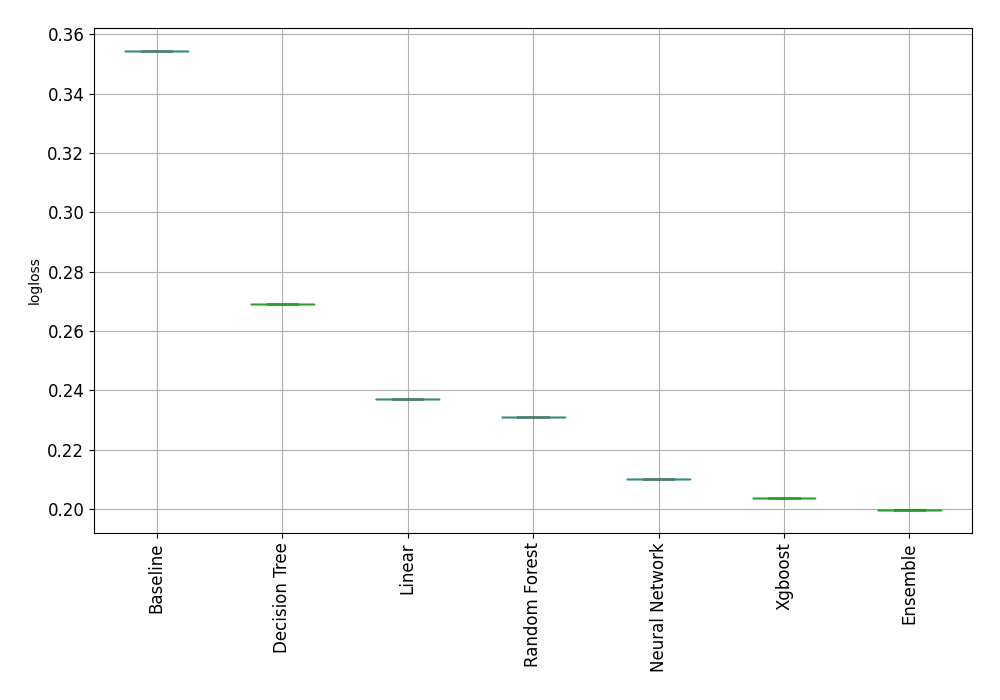 0.36
0.34
0.32
0.30
0.28
0.26
0.24
0.22
0.20
logloss
Baseline
Decision Tree
Linear
Random Forest
Neural Network
Xgboost
Ensemble